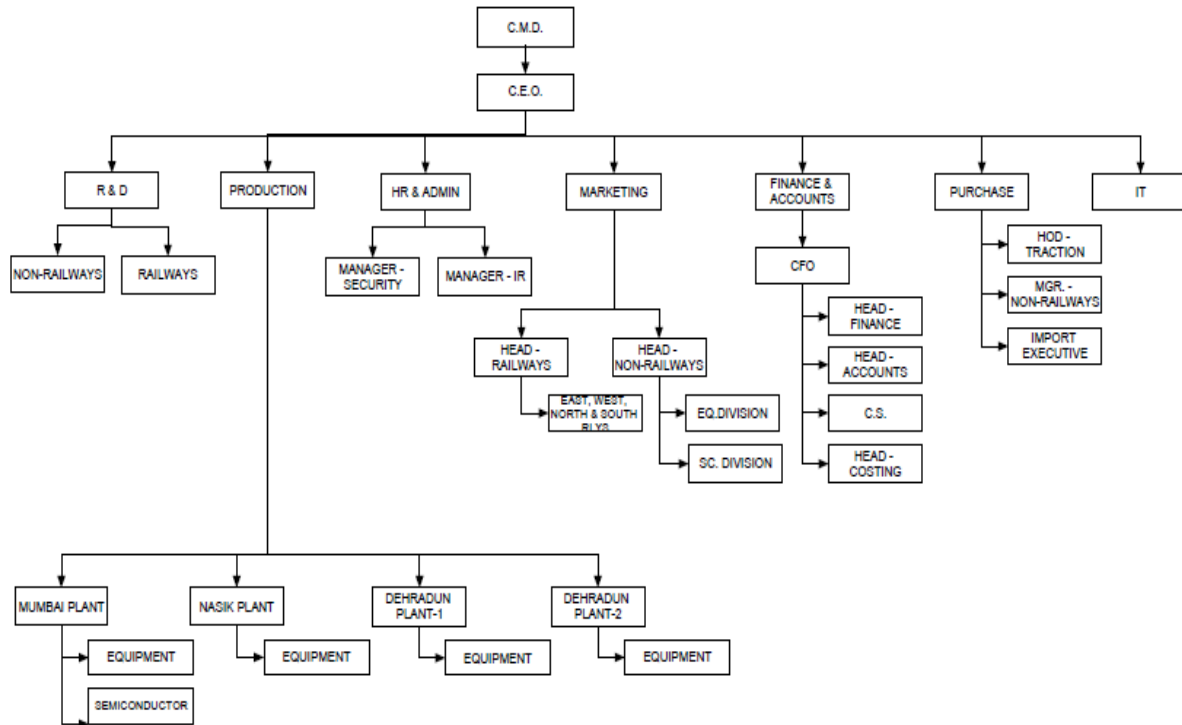 C.M.D.
C.E.O.
R & D
PRODUCTION
HR & ADMIN
MARKETING
FINANCE &
ACCOUNTS
PURCHASE
IT
NON-RAILWAYS
RAILWAYS
MANAGER -
SECURITY
MANAGER - IR
CFO
HOD -
TRACTION
MGR. -
NON-RAILWAYS
IMPORT
EXECUTIVE
HEAD -
RAILWAYS
HEAD -
NON-RAILWAYS
EAST, WEST,
NORTH & SOUTH
RLYS.
EQ.DIVISION
SC. DIVISION
HEAD -
FINANCE
HEAD -
ACCOUNTS
C.S.
HEAD -
COSTING
MUMBAI PLANT
NASIK PLANT
DEHRADUN
PLANT-1
DEHRADUN
PLANT-2
EQUIPMENT
EQUIPMENT
EQUIPMENT
EQUIPMENT
SEMICONDUCTOR